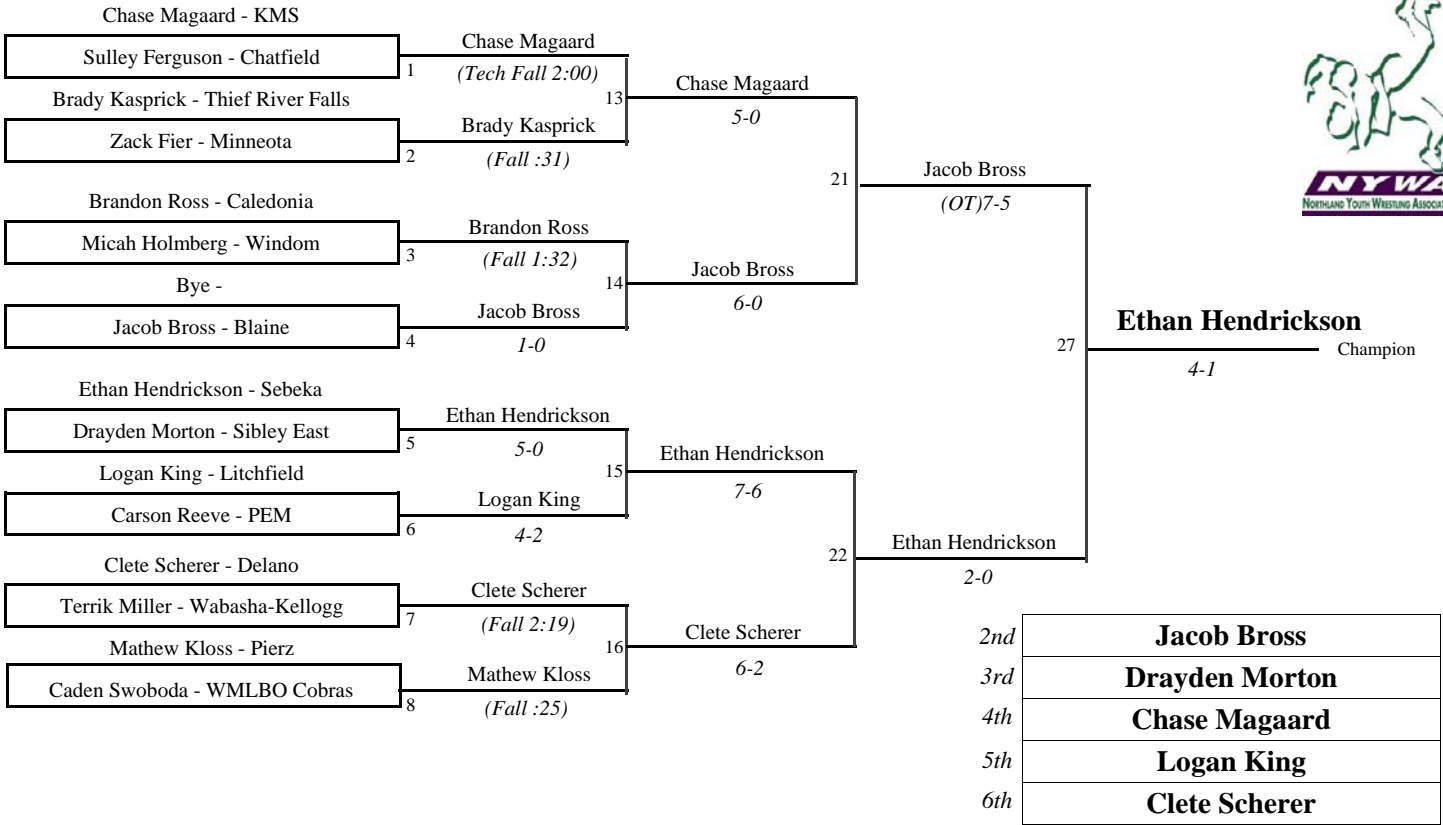 Chase Magaard - KMS
Sulley Ferguson - Chatfield
1
Brady Kasprick - Thief River Falls
Zack Fier - Minneota
2
Brandon Ross - Caledonia
Micah Holmberg - Windom
3
Bye -
Jacob Bross - Blaine
4
Ethan Hendrickson - Sebeka
Drayden Morton - Sibley East
5
Logan King - Litchfield
Carson Reeve - PEM
6
Clete Scherer - Delano
Terrik Miller - Wabasha-Kellogg
7
Mathew Kloss - Pierz
Caden Swoboda - WMLBO Cobras
8
Chase Magaard
(Tech Fall 2:00)
13
Brady Kasprick
(Fall :31)
Brandon Ross
(Fall 1:32)
14
Jacob Bross
1-0
Ethan Hendrickson
5-0
15
Logan King
4-2
Clete Scherer
(Fall 2:19)
16
Mathew Kloss
(Fall :25)
Chase Magaard
5-0
21
Jacob Bross
6-0
Ethan Hendrickson
7-6
22
Clete Scherer
6-2
Jacob Bross
(OT)7-5
27
Ethan Hendrickson
2-0
Ethan Hendrickson
Champion
4-1
NYWA
NORTHLAND YOUTH WRESTLING
2nd Jacob Bross
3rd Drayden Morton
4th Chase Magaard
5th Logan King
6th Clete Scherer